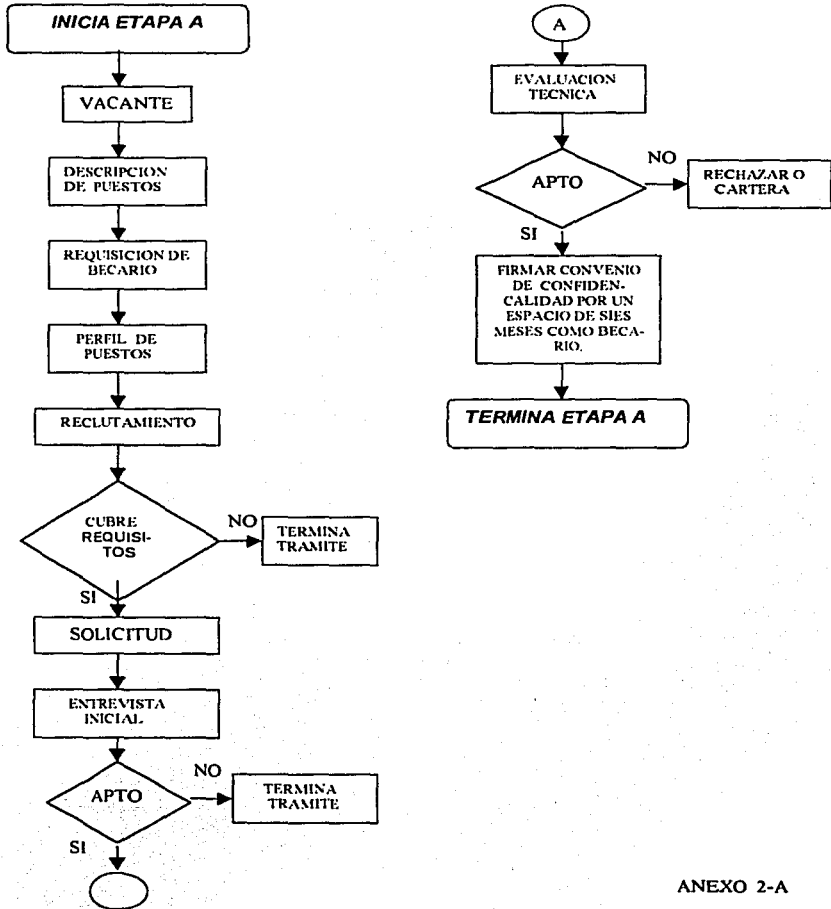 INICIA ETAPA A
VACANTE
DESCRIPCION
DE PUESTOS
REQUISICION DE
BECARIO
PERFIL DE
PUESTOS
RECLUTAMIENTO
CUBRE
REQUISI-
TOS
NO
TERMINA
TRAMITE
SI
SOLICITUD
ENTREVISTA
INICIAL
APTO
NO
TERMINA
TRAMITE
SI
A
EVALUACION
TECNICA
APTO
NO
RECHAZAR O
CARTERA
SI
FIRMAR CONVENIO
DE CONFIDEN-
CALIDAD POR UN
ESPACIO DE SIES
MESES COMO BECA-
RIO.
TERMINA ETAPA A
ANEXO 2-A